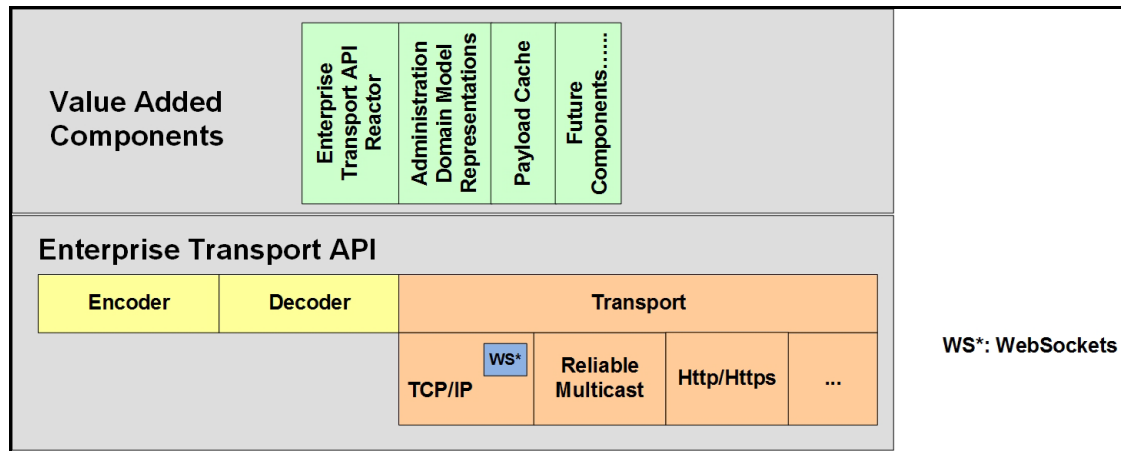 Value Added
Components
Enterprise
Transport API
Reactor
Administration
Domain Model
Representations
Payload Cache
Future
Components......
Enterprise Transport API
Encoder
Decoder
Transport
TCP/IP
WS*
Reliable
Multicast
Http/Https
...
WS*: WebSockets